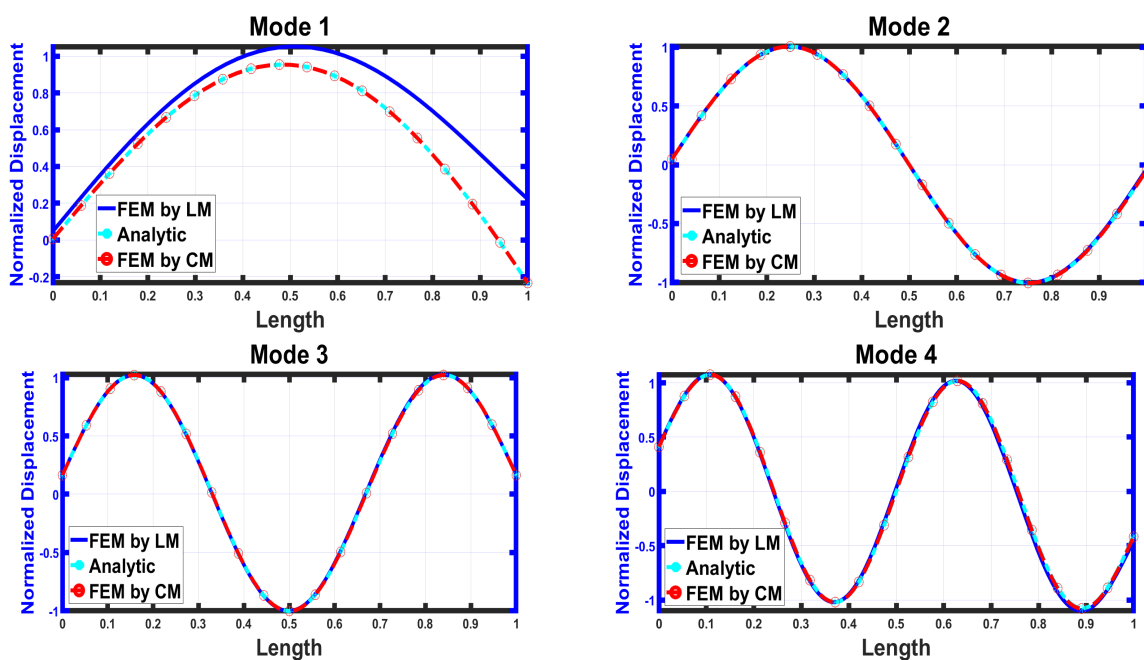 Mode 1
Normalized Displacement
1
0.8
0.6
0.4
0.2
0
-0.2
FEM by LM
Analytic
FEM by CM
0 0.1 0.2 0.3 0.4 0.5 0.6 0.7 0.8 0.9 1
Length
Mode 2
Normalized Displacement
1
0.5
0
-0.5
-1
FEM by LM
Analytic
FEM by CM
0 0.1 0.2 0.3 0.4 0.5 0.6 0.7 0.8 0.9
Length
Mode 3
Normalized Displacement
1
0.5
0
-0.5
-1
FEM by LM
Analytic
FEM by CM
0 0.1 0.2 0.3 0.4 0.5 0.6 0.7 0.8 0.9 1
Length
Mode 4
Normalized Displacement
1
0.5
0
-0.5
-1
FEM by LM
Analytic
FEM by CM
0 0.1 0.2 0.3 0.4 0.5 0.6 0.7 0.8 0.9 1
Length